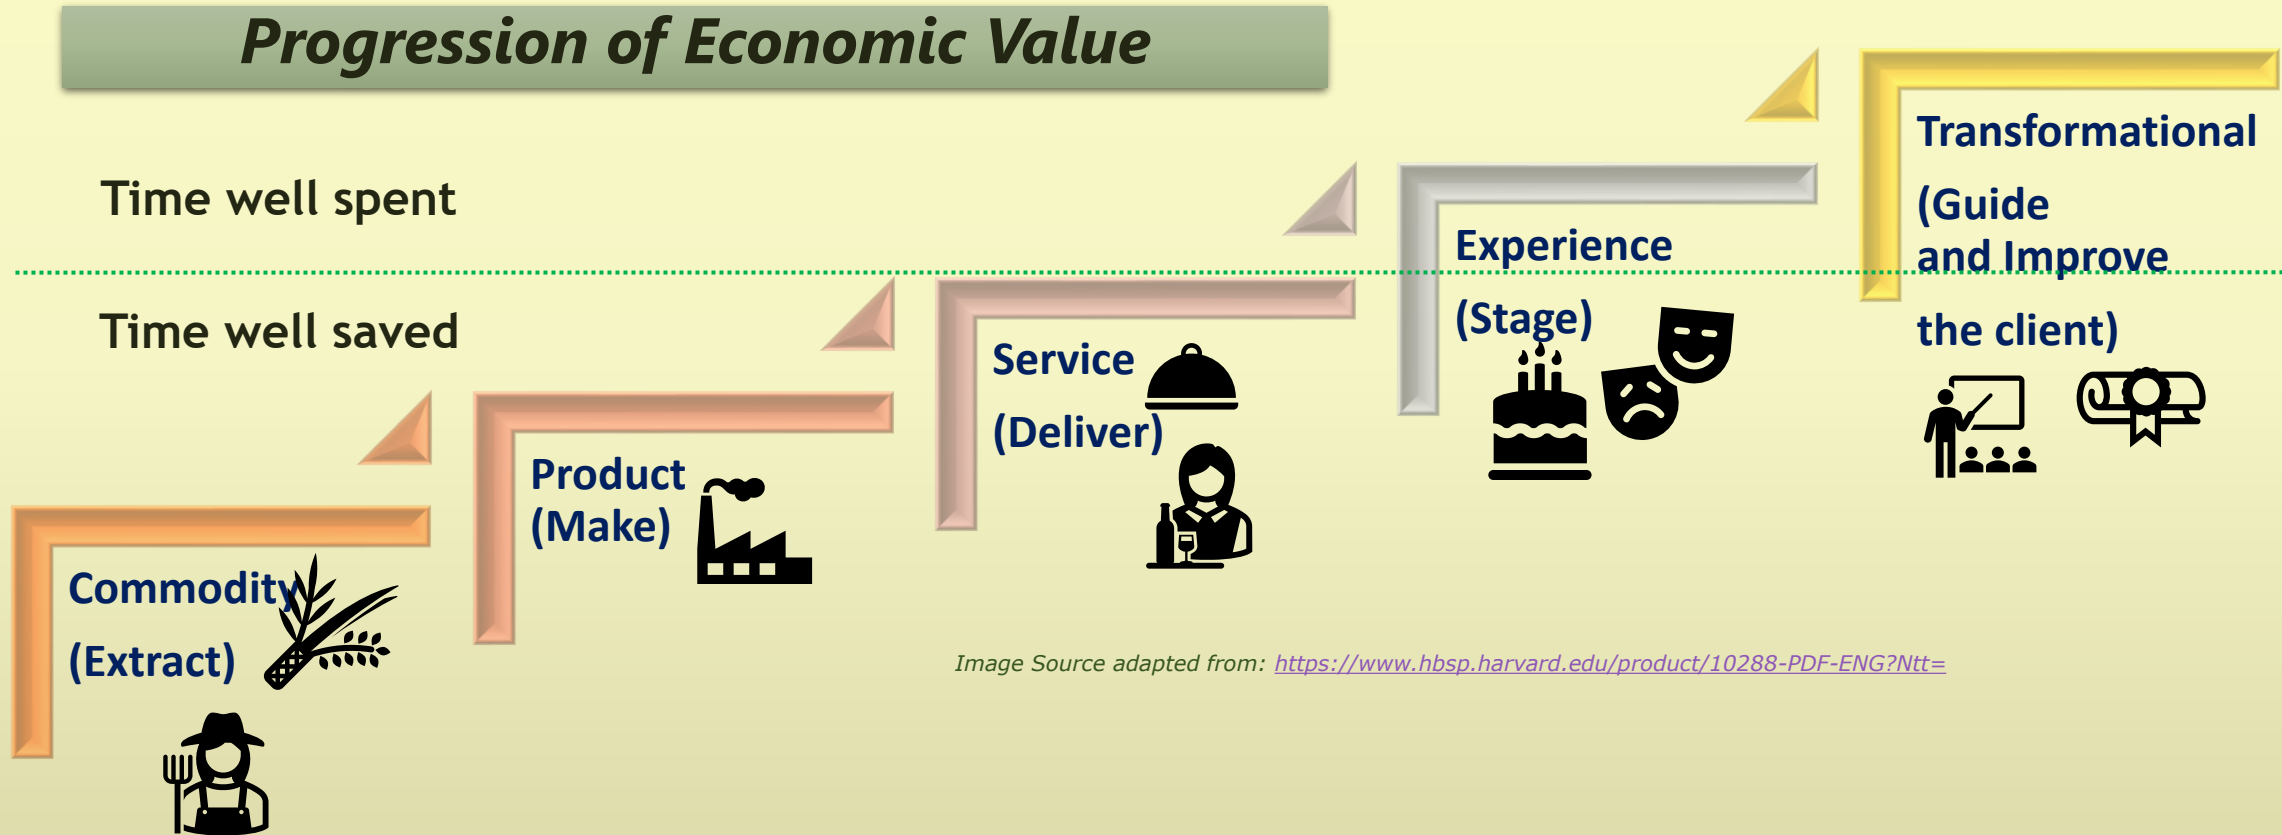 Progression of Economic Value
Time well spent
Time well saved
Commodity
(Extract)
Product
(Make)
Service
(Deliver)
Experience
(Stage)
Transformational
(Guide
and Improve
the client)
Image Source adapted from: https://www.hbsp.harvard.edu/product/10288-PDF-ENG?Ntt=